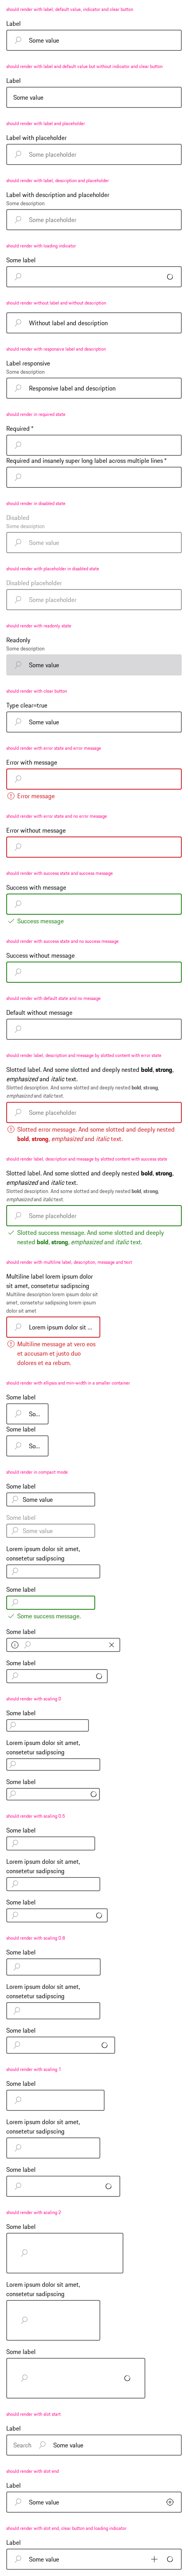 should render with label, default value, indicator and clear button
Label
Some value
should render with label and default value but without indicator and clear button
Label
Some value
should render with label and placeholder
Label with placeholder
Some placeholder
should render with label, description and placeholder
Label with description and placeholder
Some description
Some placeholder
should render with loading indicator
Some label
should render without label and without description
Without label and description
should render with responsive label and description
Label responsive
Some description
Responsive label and description
should render in required state
Required *
Required and insanely super long label across multiple lines *
should render in disabled state
Disabled
Some description
Some value
should render with placeholder in disabled state
Disabled placeholder
Some placeholder
should render with readonly state
Readonly
Some description
Some value
should render with clear button
Type clear=true
Some value
should render with error state and error message
Error with message
Error message
should render with error state and no error message
Error without message
should render with success state and success message
Success with message
Success message
should render with success state and no success message
Success without message
should render with default state and no message
Default without message
should render label, description and message by slotted content with error state
Slotted label. And some slotted and deeply nested bold, strong,
emphasized and italic text.
Slotted description. And some slotted and deeply nested bold, strong,
emphasized and italic text.
Some placeholder
Slotted error message. And some slotted and deeply nested
bold, strong, emphasized and italic text.
should render label, description and message by slotted content with success state
Slotted label. And some slotted and deeply nested bold, strong,
emphasized and italic text.
Slotted description. And some slotted and deeply nested bold, strong,
emphasized and italic text.
Some placeholder
Slotted success message. And some slotted and deeply
nested bold, strong, emphasized and italic text.
should render with multiline label, description, message and text
Multiline label lorem ipsum dolor
sit amet, consetetur sadipscing
Multiline description lorem ipsum dolor sit
amet, consetetur sadipscing lorem ipsum
dolor sit amet
Lorem ipsum dolor sit ...
Multiline message at vero eos
et accusam et justo duo
dolores et ea rebum.
should render with ellipsis and min-width in a smaller container
Some label
So...
Some label
So...
should render in compact mode
Some label
Some value
Some label
Some value
Lorem ipsum dolor sit amet,
consetetur sadipscing
Some label
Some success message.
Some label
Some label
should render with scaling 0
Some label
Lorem ipsum dolor sit amet,
consetetur sadipscing
Some label
should render with scaling 0.5
Some label
Lorem ipsum dolor sit amet,
consetetur sadipscing
Some label
should render with scaling 0.8
Some label
Lorem ipsum dolor sit amet,
consetetur sadipscing
Some label
should render with scaling 1
Some label
Lorem ipsum dolor sit amet,
consetetur sadipscing
Some label
should render with scaling 2
Some label
Lorem ipsum dolor sit amet,
consetetur sadipscing
Some label
should render with slot start
Label
Search Some value
should render with slot end
Label
Some value
should render with slot end, clear button and loading indicator
Label
Some value